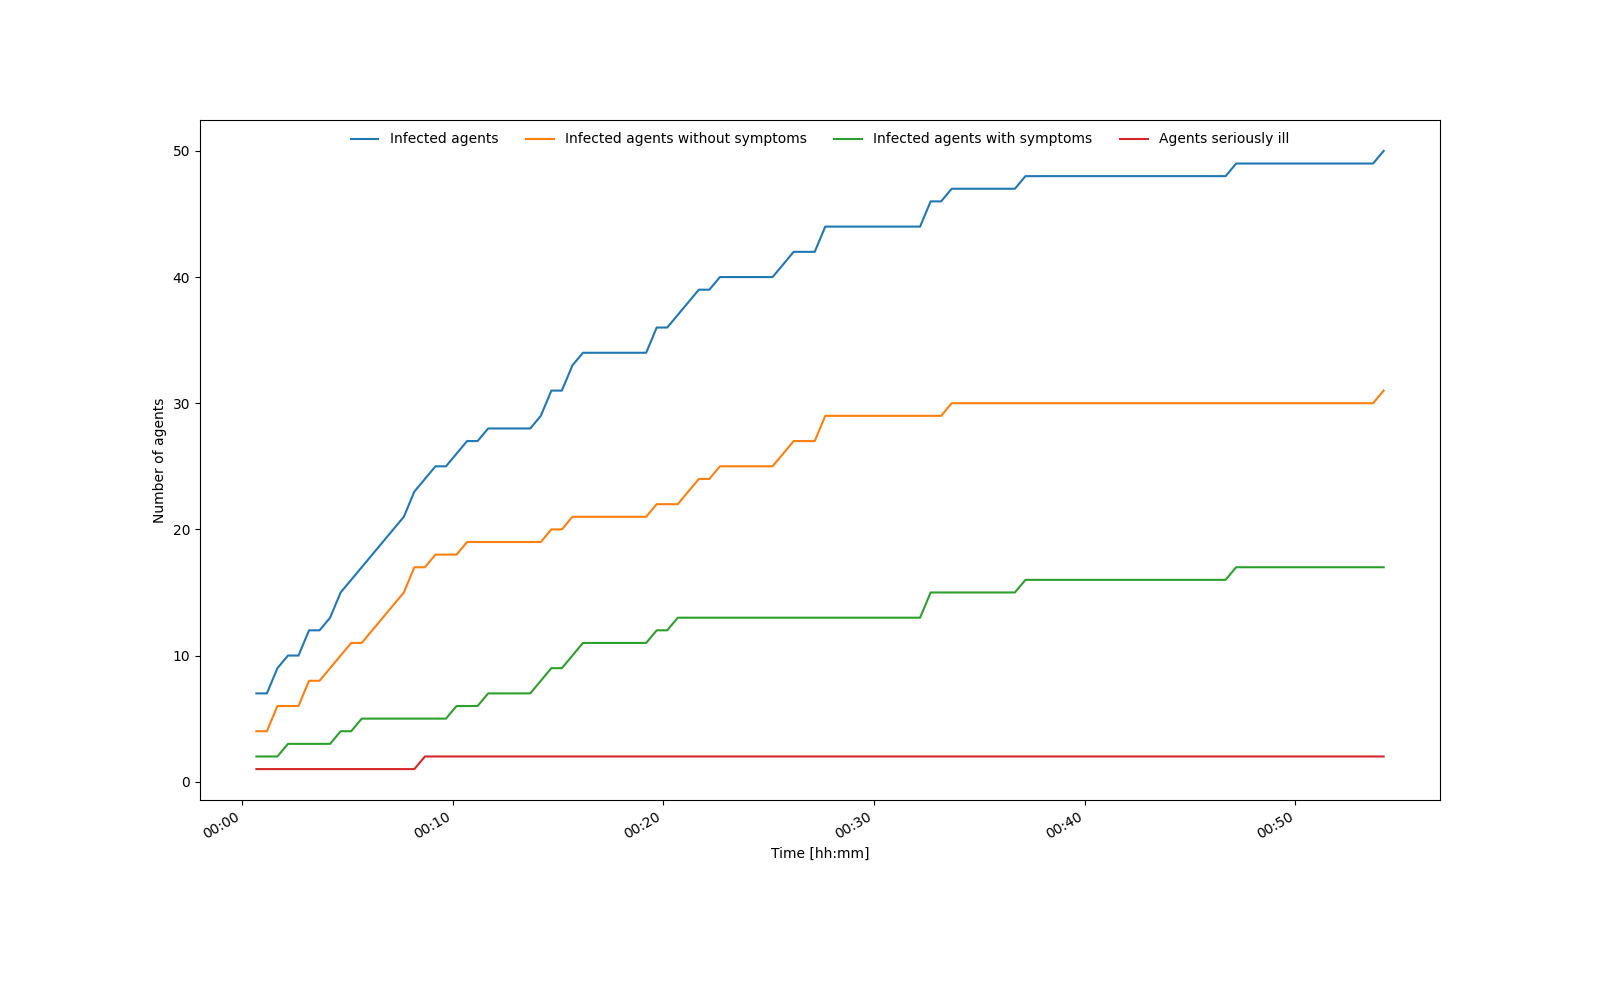 Infected agents Infected agents without symptoms Infected agents with symptoms Agents seriously ill
50
40
30
20
10
0
Number of agents
00:00 00:10 00:20 00:30 00:40 00:50
Time [hh:mm]